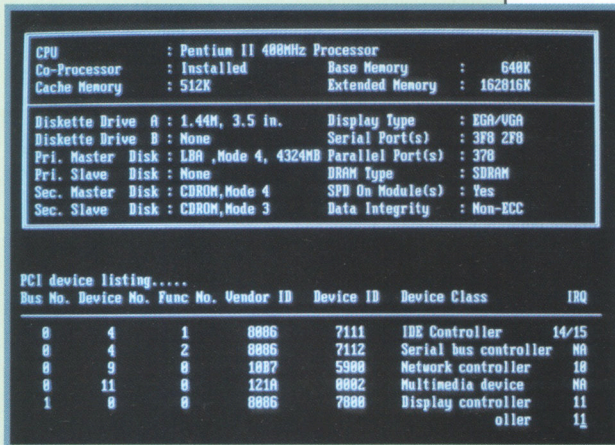 CPU : Pentium II 400MHz Processor
Co-Processor : Installed Base Memory : 640K
Cache Memory : 512K Extended Memory : 162816K
Diskette Drive A : 1.44M, 3.5 in. Display Type : EGA/VGA
Diskette Drive B : None Serial Port(s) : 3F8 2F8
Pri. Master Disk : LBA ,Mode 4, 4324MB Parallel Port(s) : 378
Pri. Slave Disk : None DRAM Type : SDRAM
Sec. Master Disk : CDROM,Mode 4 SPD On Module(s) : Yes
Sec. Slave Disk : CDROM,Mode 3 Data Integrity : Non-ECC
PCI device listing.....
Bus No. Device No. Func No. Vendor ID Device ID Device Class IRQ
0 4 1 8086 7111 IDE Controller 14/15
0 4 2 8086 7112 Serial bus controller NA
0 9 0 10B7 5900 Network controller 10
0 11 0 121A 0002 Multimedia device NA
1 0 0 8086 7800 Display controller 11
oller 11